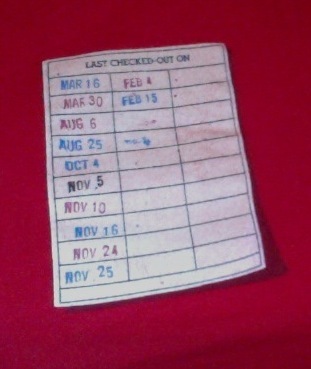 LAST CHECKED-OUT ON
MAR 16 FEB 4
MAR 30 FEB 15
AUG 6
AUG 25
OCT 4
NOV 5
NOV 10
NOV 16
NOV 24
NOV 25